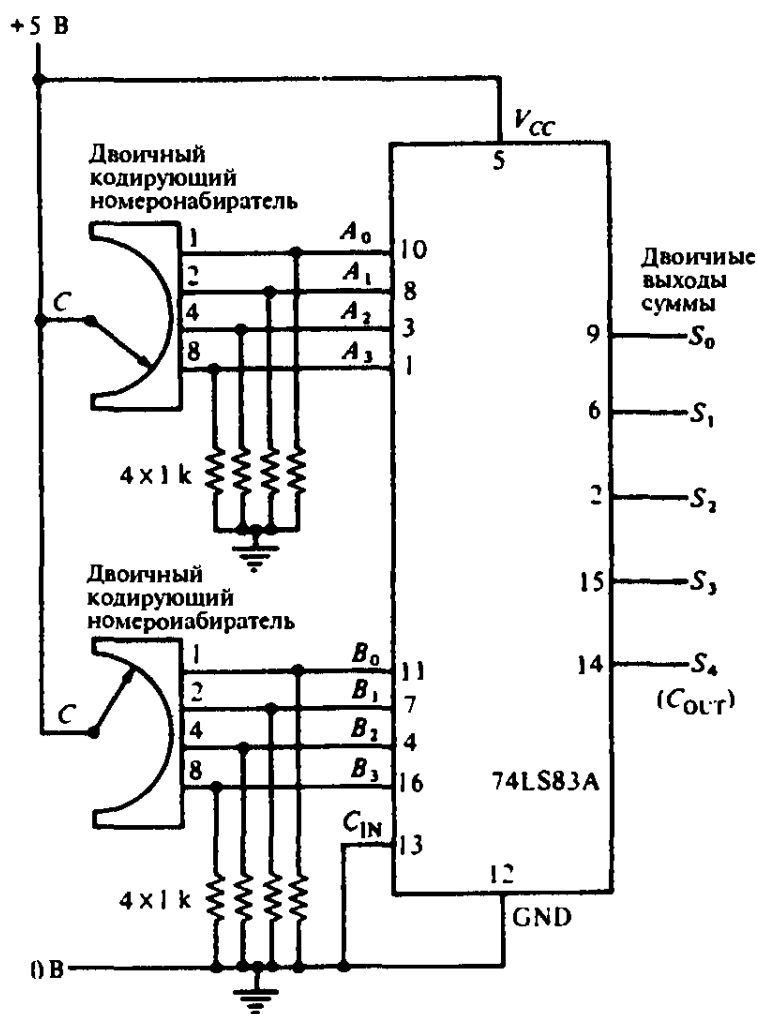 +5 В
V_CC
5
Двоичный
кодирующий
номеронабиратель
1 A_0 10
2 A_1 8
C 4 A_2 3
8 A_3 1
4 × 1 k
Двоичные
выходы
суммы
9 S_0
6 S_1
2 S_2
15 S_3
14 S_4
(C_OUT)
Двоичный
кодирующий
номероиабиратель
1 B_0 11
2 B_1 7
C 4 B_2 4
8 B_3 16
74LS83A
C_IN 13
4 × 1 k
12
GND
0 В